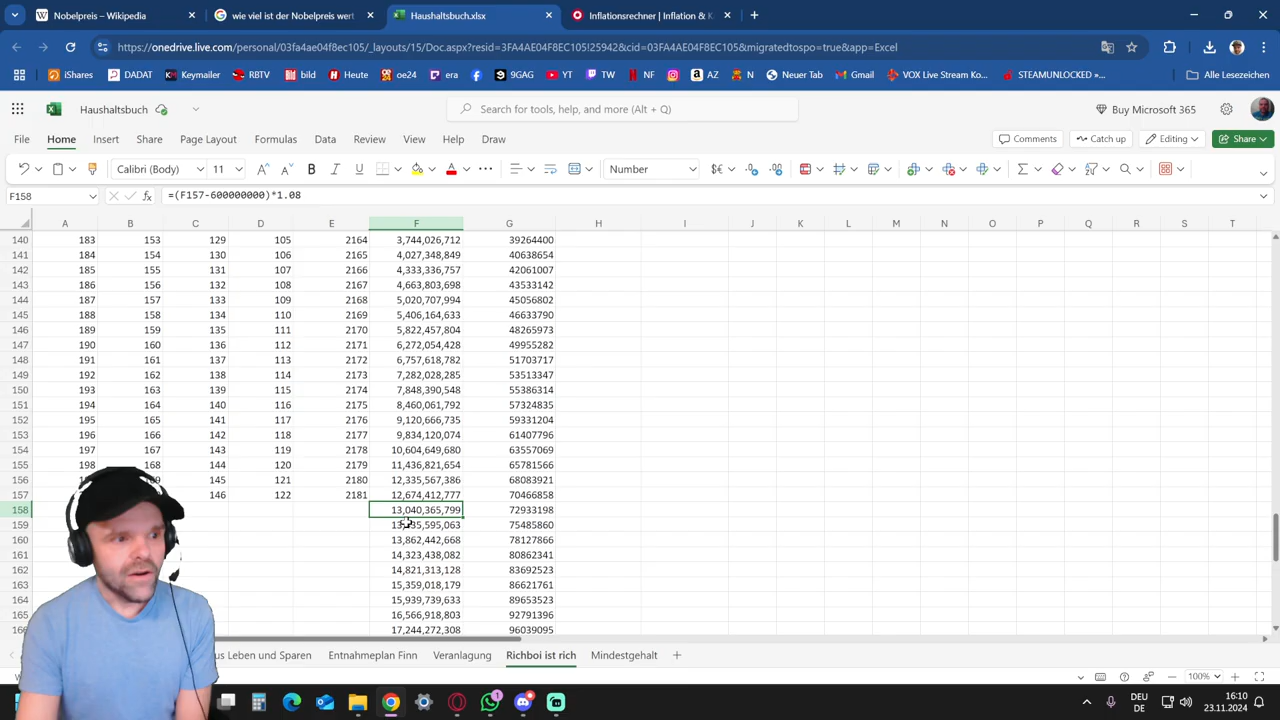 Nobelpreis – Wikipedia
wie viel ist der Nobelpreis wert
Haushaltsbuch.xlsx
Inflationsrechner | Inflation & K
https://onedrive.live.com/personal/03fa4ae04f8ec105/_layouts/15/Doc.aspx?resid=3FA4AE04F8EC105!25942&cid=03FA4AE04F8EC105&migratedtospo=true&app=Excel
iShares DADAT Keymailer RBTV bild Heute oe24 era 9GAG YT TW NF AZ N Neuer Tab Gmail VOX Live Stream Ko... STEAMUNLOCKED »... Alle Lesezeichen
Haushaltsbuch
Search for tools, help, and more (Alt + Q)
Buy Microsoft 365
File Home Insert Share Page Layout Formulas Data Review View Help Draw Comments Catch up Editing Share
Calibri (Body) 11 B Number
F158 =(F157-600000000)*1.08
A B C D E F G H I J K L M N O P Q R S T
140 183 153 129 105 2164 3,744,026,712 39264400
141 184 154 130 106 2165 4,027,348,849 40638654
142 185 155 131 107 2166 4,333,336,757 42061007
143 186 156 132 108 2167 4,663,803,698 43533142
144 187 157 133 109 2168 5,020,707,994 45056802
145 188 158 134 110 2169 5,406,164,633 46633790
146 189 159 135 111 2170 5,822,457,804 48265973
147 190 160 136 112 2171 6,272,054,428 49955282
148 191 161 137 113 2172 6,757,618,782 51703717
149 192 162 138 114 2173 7,282,028,285 53513347
150 193 163 139 115 2174 7,848,390,548 55386314
151 194 164 140 116 2175 8,460,061,792 57324835
152 195 165 141 117 2176 9,120,666,735 59331204
153 196 166 142 118 2177 9,834,120,074 61407796
154 197 167 143 119 2178 10,604,649,680 63557069
155 198 168 144 120 2179 11,436,821,654 65781566
156 145 121 2180 12,335,567,386 68083921
157 146 122 2181 12,674,412,777 70466858
158 13,040,365,799 72933198
159 75485860
160 13,862,442,668 78127866
161 14,323,438,082 80862341
162 14,821,313,128 83692523
163 15,359,018,179 86621761
164 15,939,739,633 89653523
165 16,566,918,803 92791396
166 17,244,272,308 96039095
us Leben und Sparen Entnahmeplan Finn Veranlagung Richboi ist rich Mindestgehalt
100%
1
DEU
DE
16:10
23.11.2024